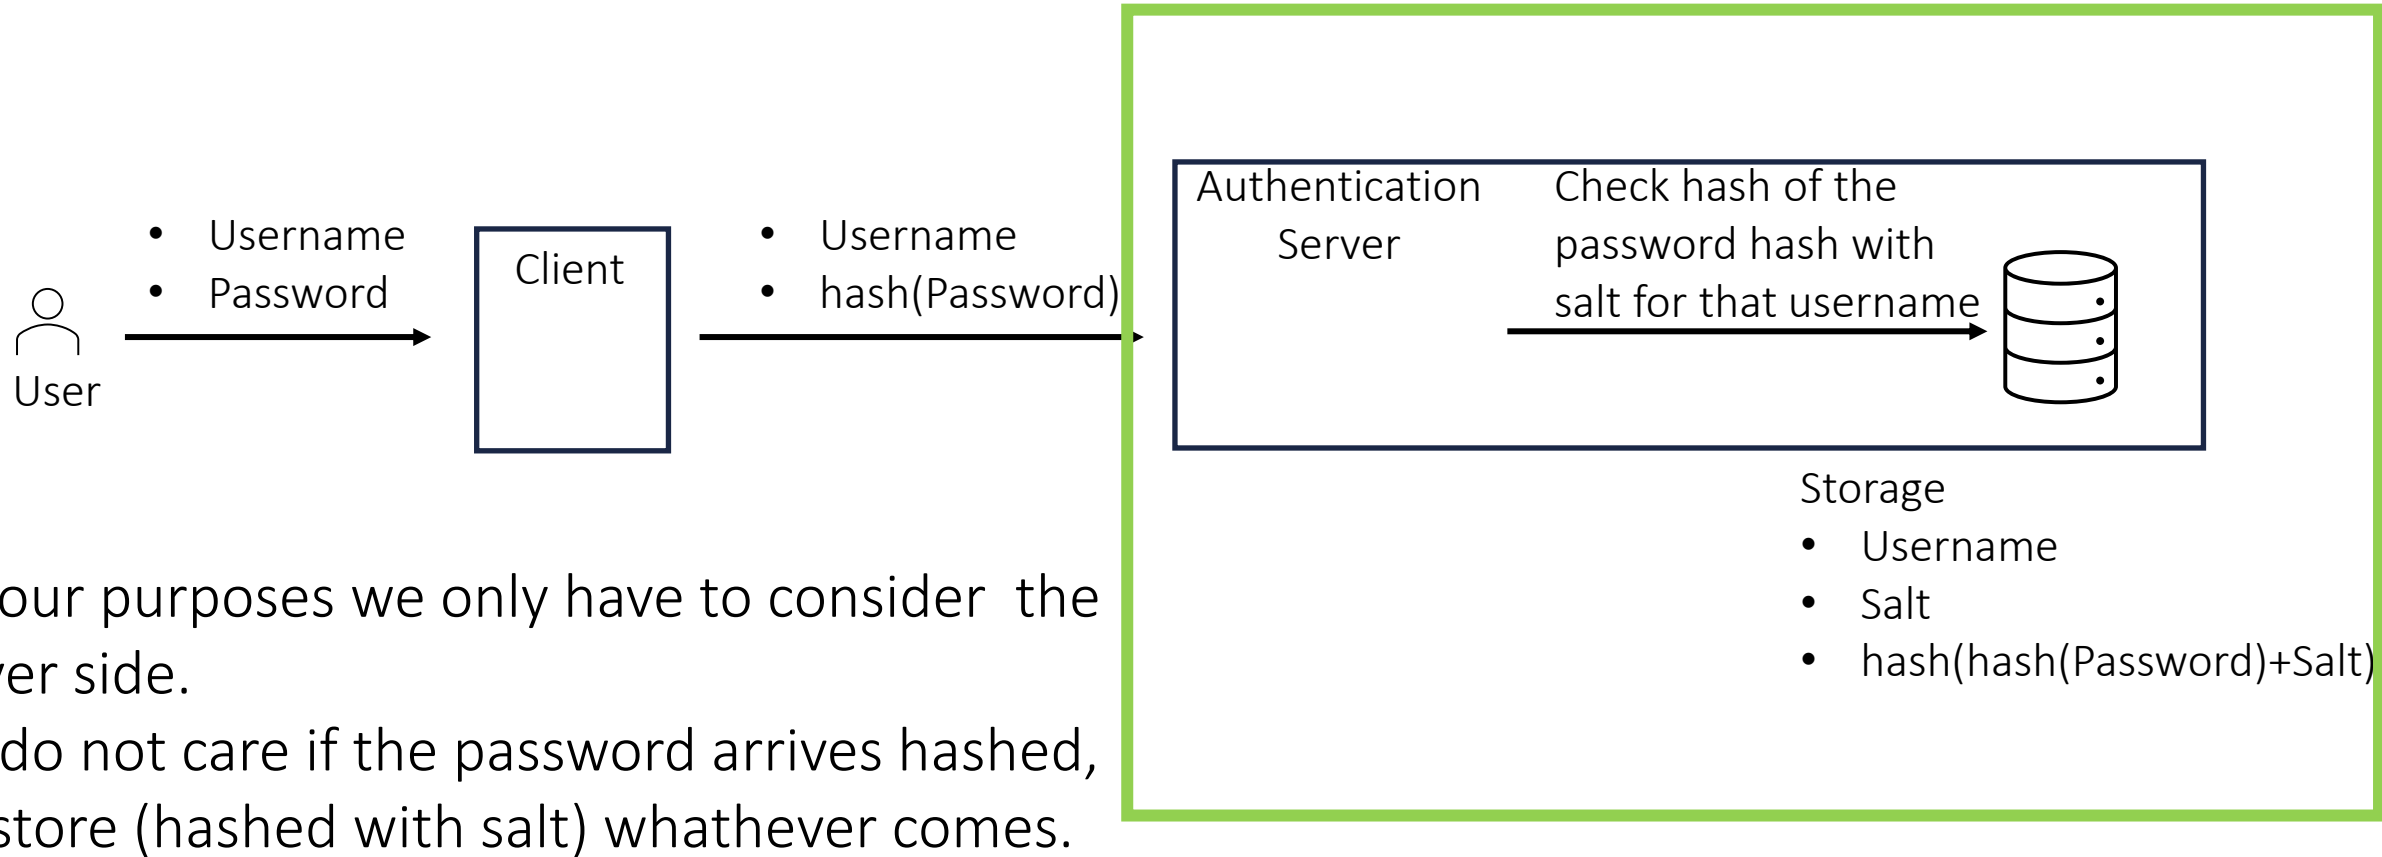 • Username
• Password
User
Client
• Username
• hash(Password)
Authentication
Server
Check hash of the
password hash with
salt for that username
Storage
• Username
• Salt
• hash(hash(Password)+Salt)
our purposes we only have to consider the
ver side.
do not care if the password arrives hashed,
store (hashed with salt) whathever comes.